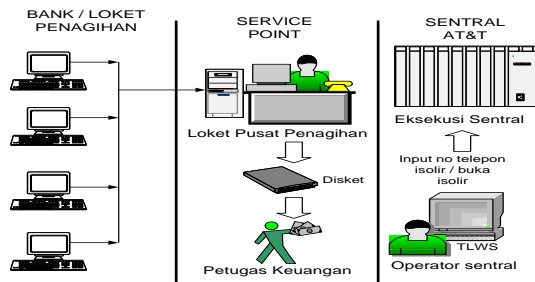 BANK / LOKET
PENAGIHAN
SERVICE
POINT
Loket Pusat Penagihan
Disket
Petugas Keuangan
SENTRAL
AT&T
Eksekusi Sentral
Input no telepon
isolir / buka
isolir
TLWS
Operator sentral